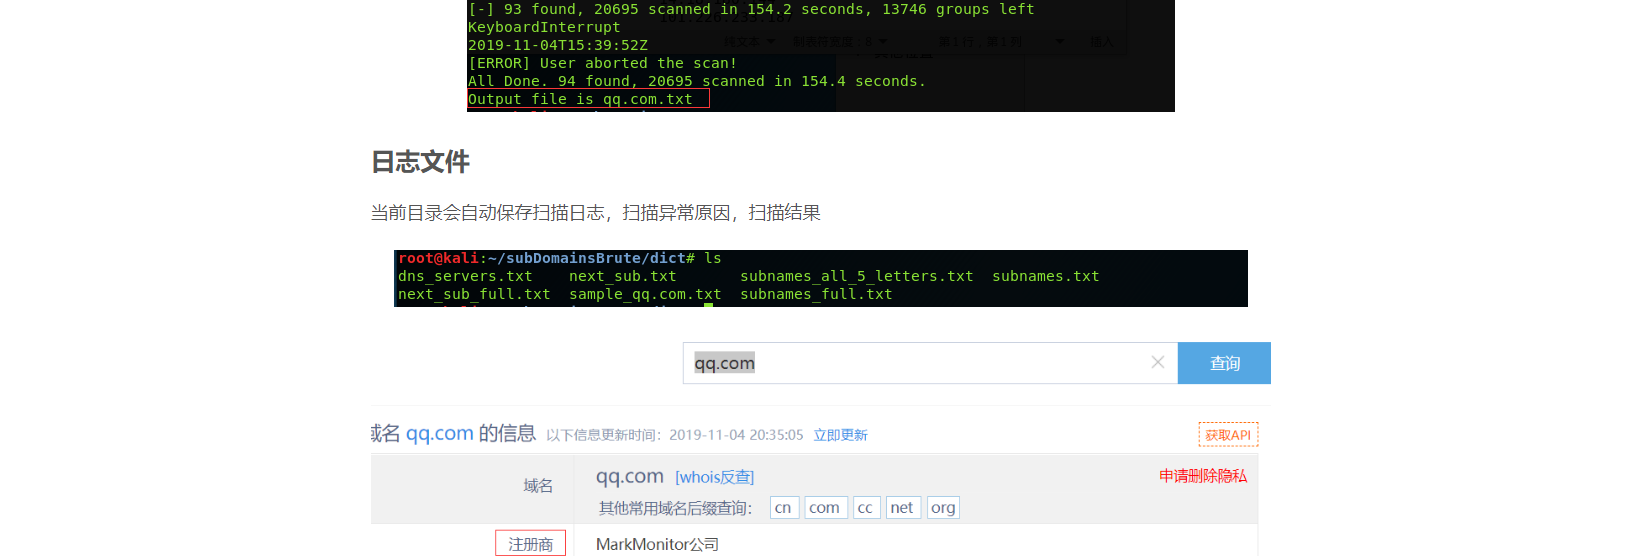 [-] 93 found, 20695 scanned in 154.2 seconds, 13746 groups left
KeyboardInterrupt
2019-11-04T15:39:52Z
[ERROR] User aborted the scan!
All Done. 94 found, 20695 scanned in 154.4 seconds.
Output file is qq.com.txt
日志文件
当前目录会自动保存扫描日志，扫描异常原因，扫描结果
root@kali:~/subDomainsBrute/dict# ls
dns_servers.txt next_sub.txt subnames_all_5_letters.txt subnames.txt
next_sub_full.txt sample_qq.com.txt subnames_full.txt
qq.com 查询
域名 qq.com 的信息 以下信息更新时间：2019-11-04 20:35:05 立即更新 获取API
域名 qq.com [whois反查] 申请删除隐私
其他常用域名后缀查询： cn com cc net org
注册商 MarkMonitor公司